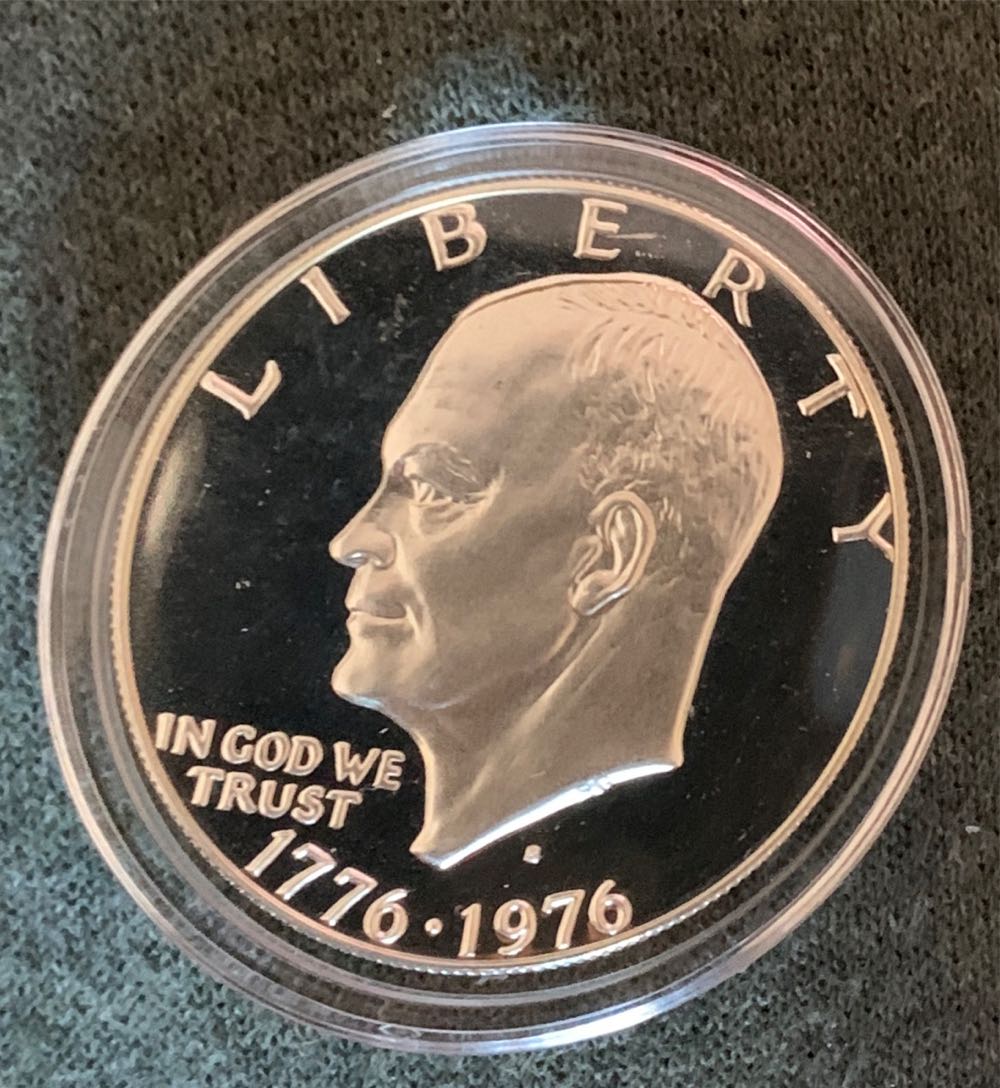 LIBERTY
IN GOD WE
TRUST
1776 · 1976
S